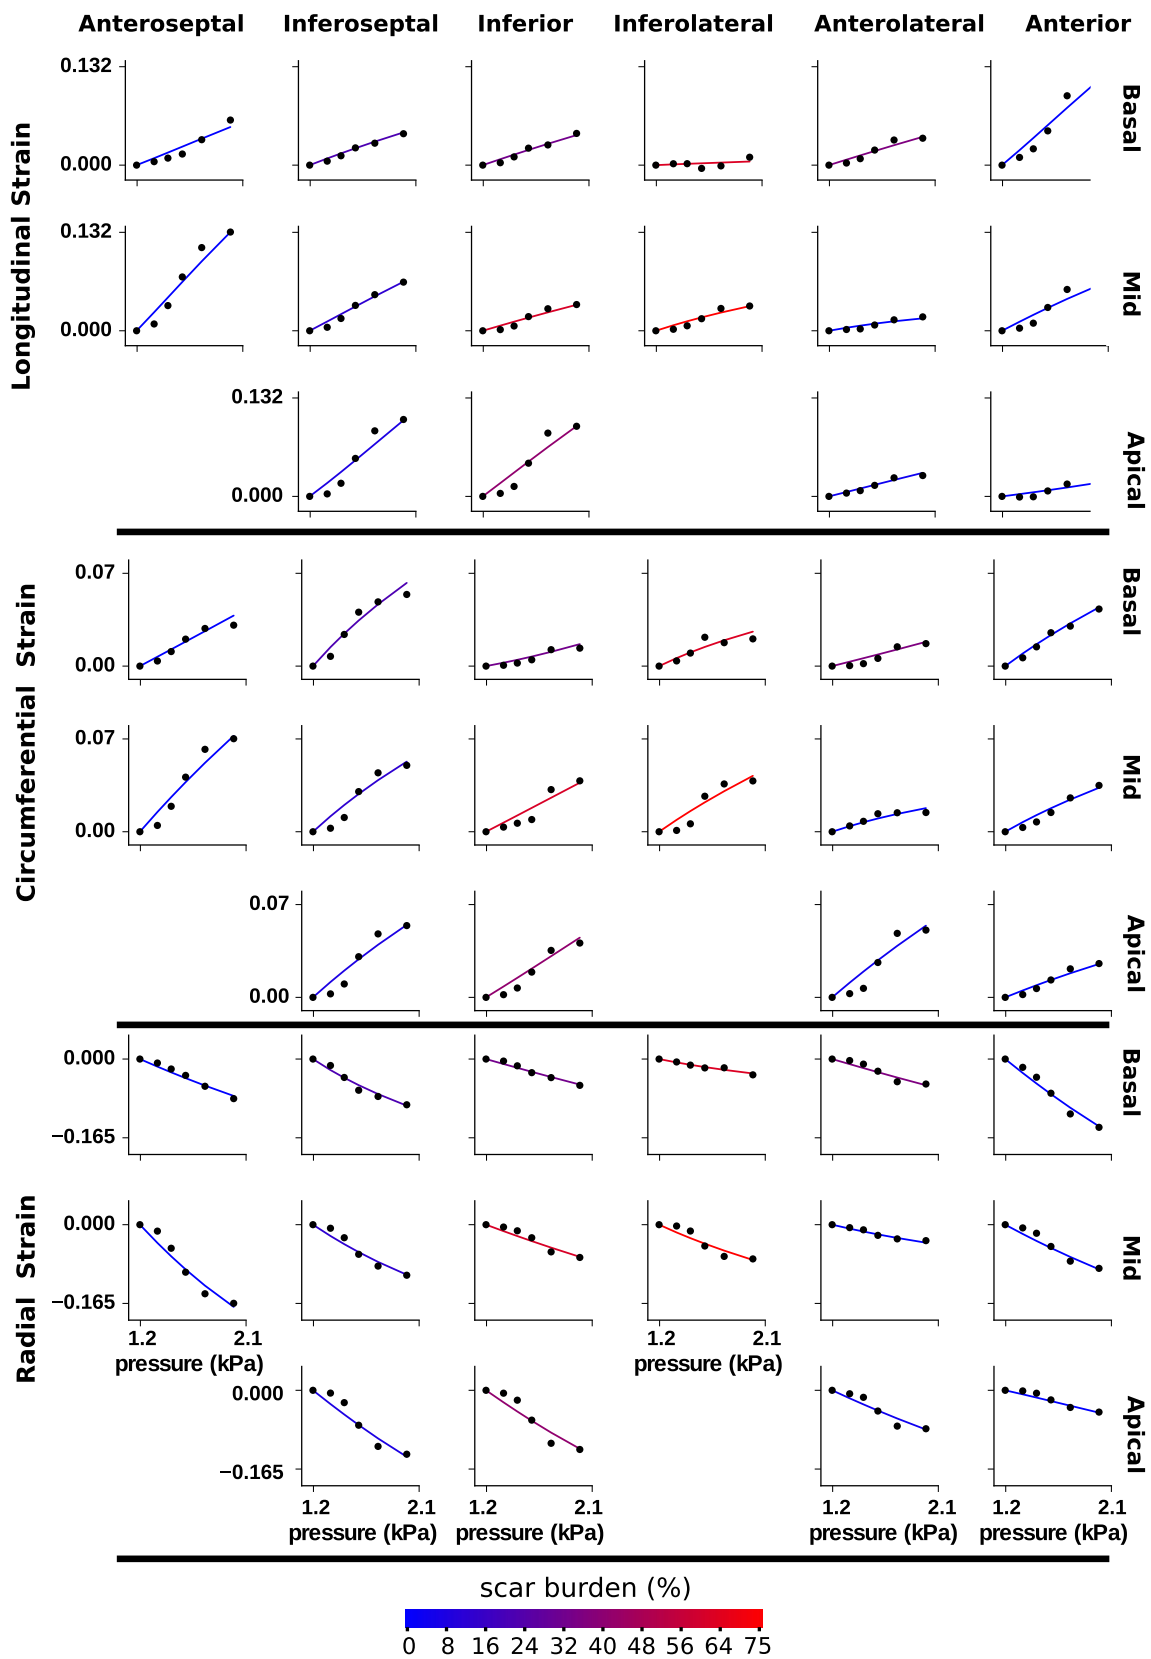 Anteroseptal Inferoseptal Inferior Inferolateral Anterolateral Anterior
Longitudinal Strain
0.132
0.000
Basal
0.132
0.000
Mid
0.132
0.000
Apical
Circumferential Strain
0.07
0.00
Basal
0.07
0.00
Mid
0.07
0.00
Apical
Radial Strain
0.000
−0.165
Basal
0.000
−0.165
Mid
1.2 2.1 1.2 2.1
pressure (kPa) pressure (kPa)
0.000
−0.165
Apical
1.2 2.1 1.2 2.1 1.2 2.1 1.2 2.1
pressure (kPa) pressure (kPa) pressure (kPa) pressure (kPa)
scar burden (%)
0 8 16 24 32 40 48 56 64 75